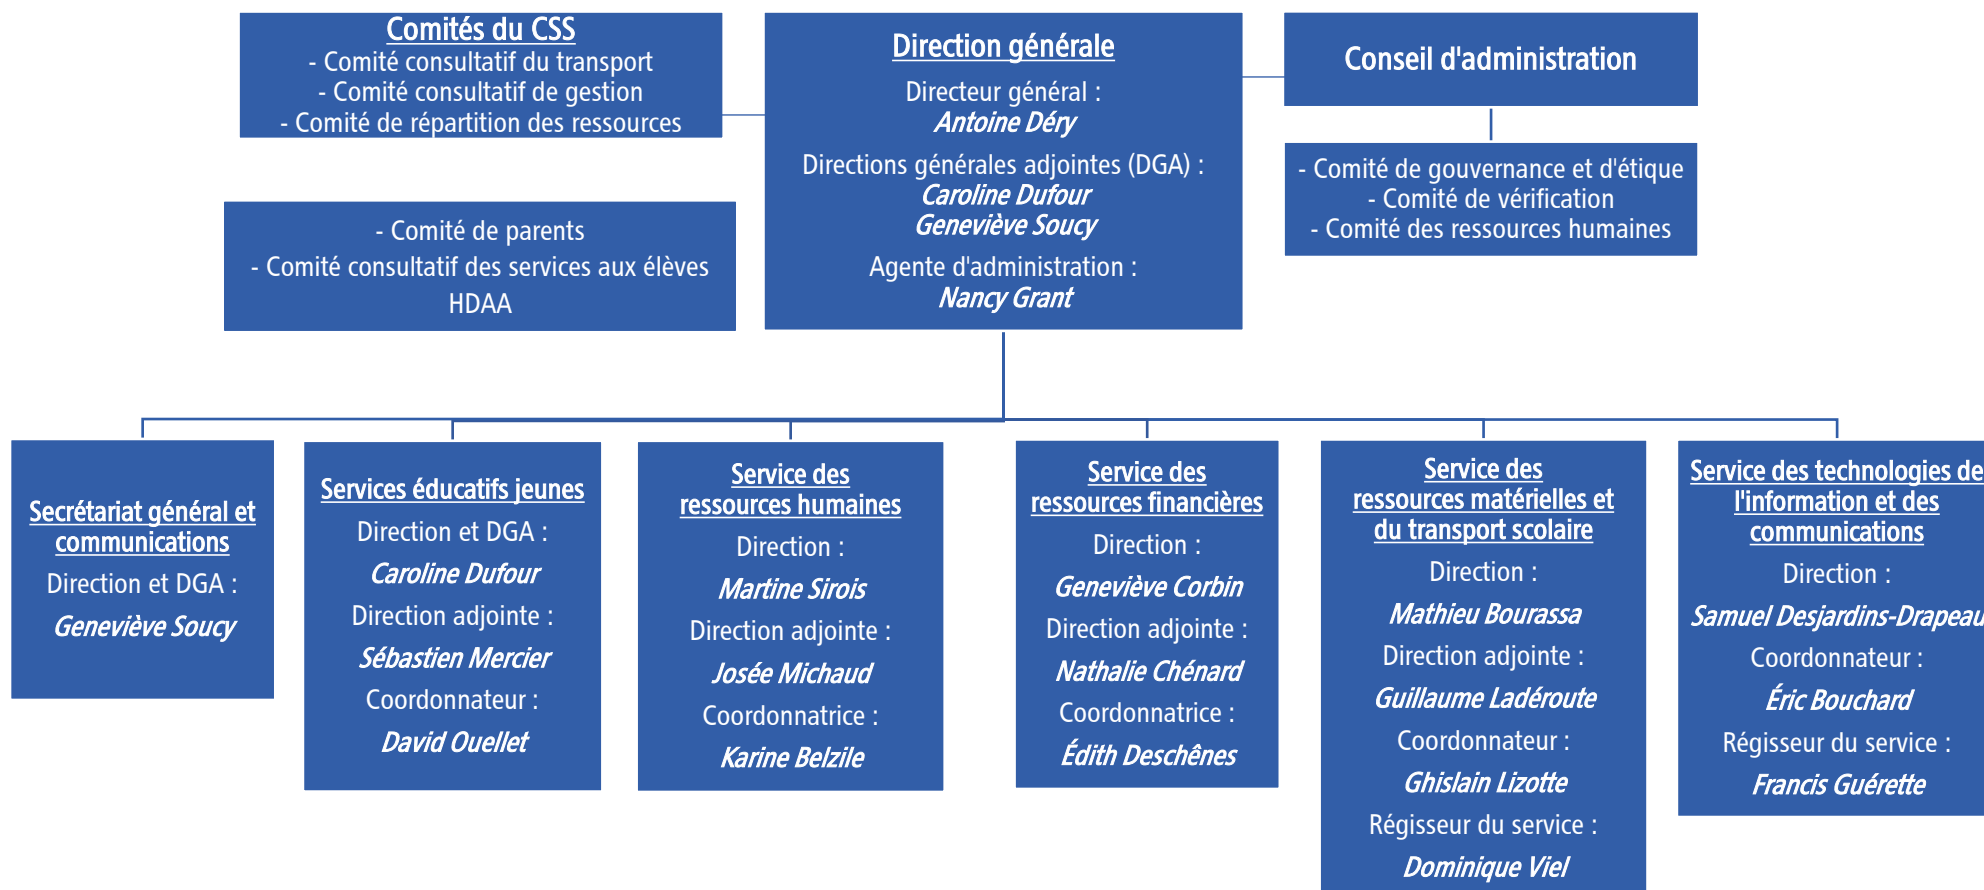 Comités du CSS
- Comité consultatif du transport
- Comité consultatif de gestion
- Comité de répartition des ressources
- Comité de parents
- Comité consultatif des services aux élèves
HDAA
Direction générale
Directeur général :
Antoine Déry
Directions générales adjointes (DGA) :
Caroline Dufour
Geneviève Soucy
Agente d'administration :
Nancy Grant
Conseil d'administration
- Comité de gouvernance et d'étique
- Comité de vérification
- Comité des ressources humaines
Secrétariat général et
communications
Direction et DGA :
Geneviève Soucy
Services éducatifs jeunes
Direction et DGA :
Caroline Dufour
Direction adjointe :
Sébastien Mercier
Coordonnateur :
David Ouellet
Service des
ressources humaines
Direction :
Martine Sirois
Direction adjointe :
Josée Michaud
Coordonnatrice :
Karine Belzile
Service des
ressources financières
Direction :
Geneviève Corbin
Direction adjointe :
Nathalie Chénard
Coordonnatrice :
Édith Deschênes
Service des
ressources matérielles et
du transport scolaire
Direction :
Mathieu Bourassa
Direction adjointe :
Guillaume Ladéroute
Coordonnateur :
Ghislain Lizotte
Régisseur du service :
Dominique Viel
Service des technologies de
l'information et des
communications
Direction :
Samuel Desjardins-Drapeau
Coordonnateur :
Éric Bouchard
Régisseur du service :
Francis Guérette